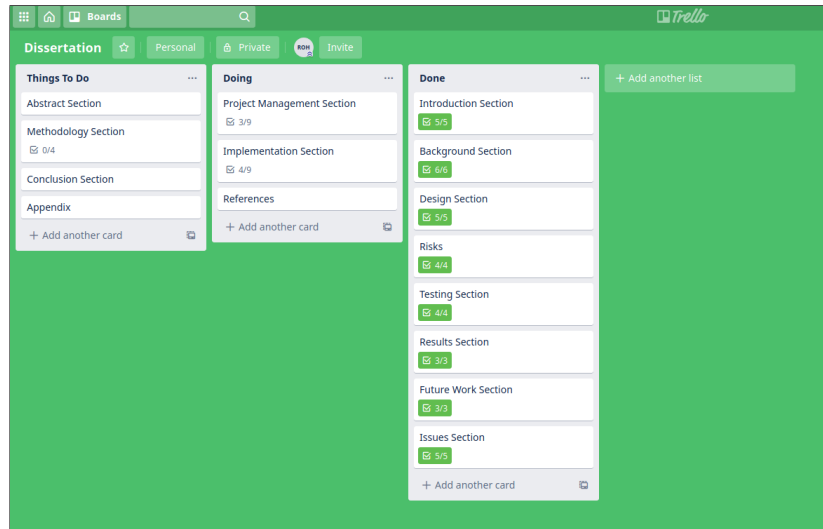 Boards
Trello
Dissertation
Personal
Private
ROH
Invite
Things To Do
Abstract Section
Methodology Section
0/4
Conclusion Section
Appendix
+ Add another card
Doing
Project Management Section
3/9
Implementation Section
4/9
References
+ Add another card
Done
Introduction Section
5/5
Background Section
6/6
Design Section
5/5
Risks
4/4
Testing Section
4/4
Results Section
3/3
Future Work Section
3/3
Issues Section
5/5
+ Add another card
+ Add another list